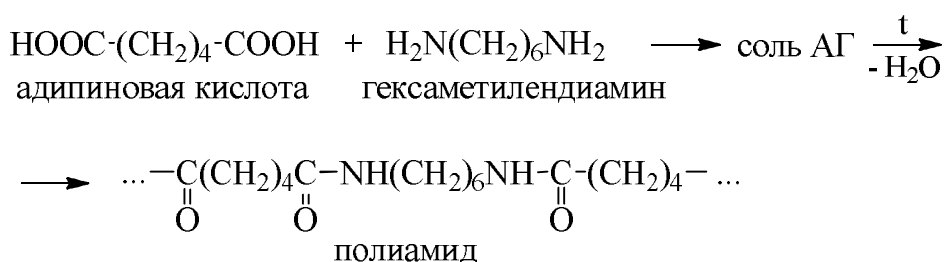 HOOC-(CH₂)₄-COOH + H₂N(CH₂)₆NH₂ ⟶ соль АГ t ⟶ - H₂O
адипиновая кислота гексаметилендиамин
⟶ ...—C(CH₂)₄C—NH(CH₂)₆NH-C-(CH₂)₄— ...
O O O
полиамид